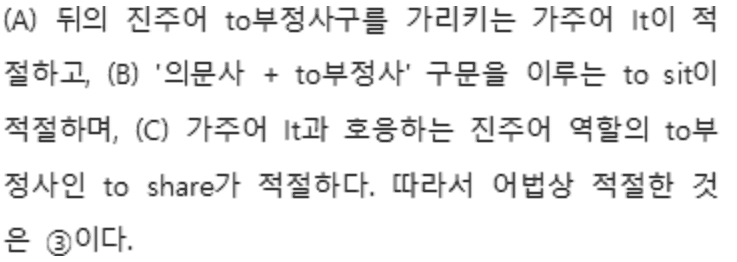 (A) 뒤의 진주어 to부정사구를 가리키는 가주어 It이 적
절하고, (B) '의문사 + to부정사' 구문을 이루는 to sit이
적절하며, (C) 가주어 It과 호응하는 진주어 역할의 to부
정사인 to share가 적절하다. 따라서 어법상 적절한 것
은 ③이다.